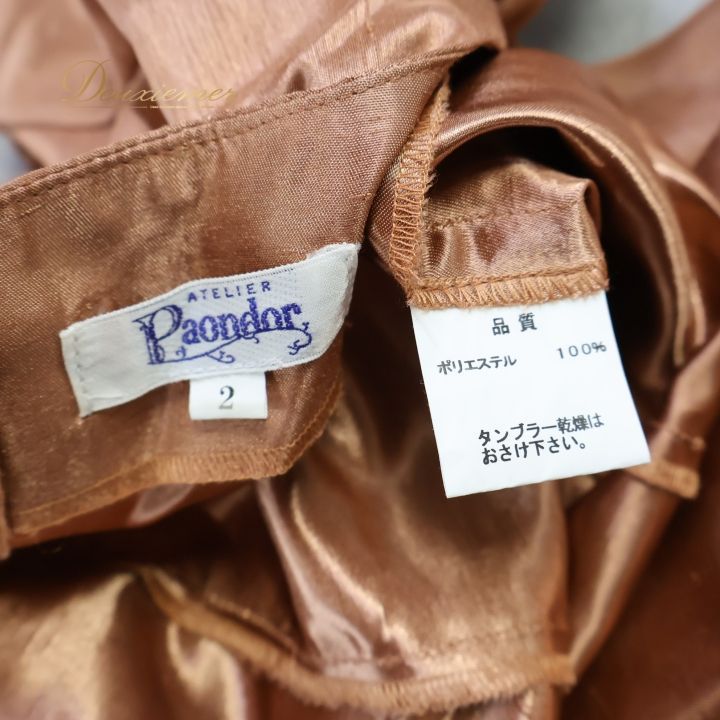 Douxiemer
ATELIER
Paondor
2
品質
ポリエステル 100%
タンブラー乾燥は
おさけ下さい。